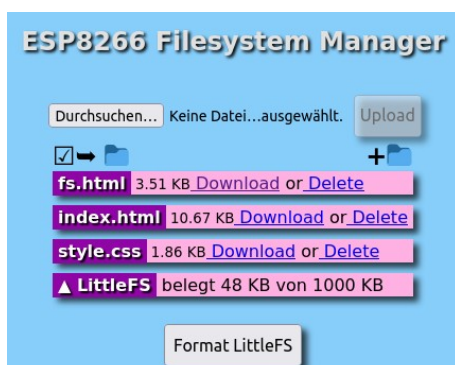 ESP8266 Filesystem Manager
Durchsuchen... Keine Datei...ausgewählt. Upload
☑➥ 📁 +📁
fs.html 3.51 KB Download or Delete
index.html 10.67 KB Download or Delete
style.css 1.86 KB Download or Delete
▲ LittleFS belegt 48 KB von 1000 KB
Format LittleFS